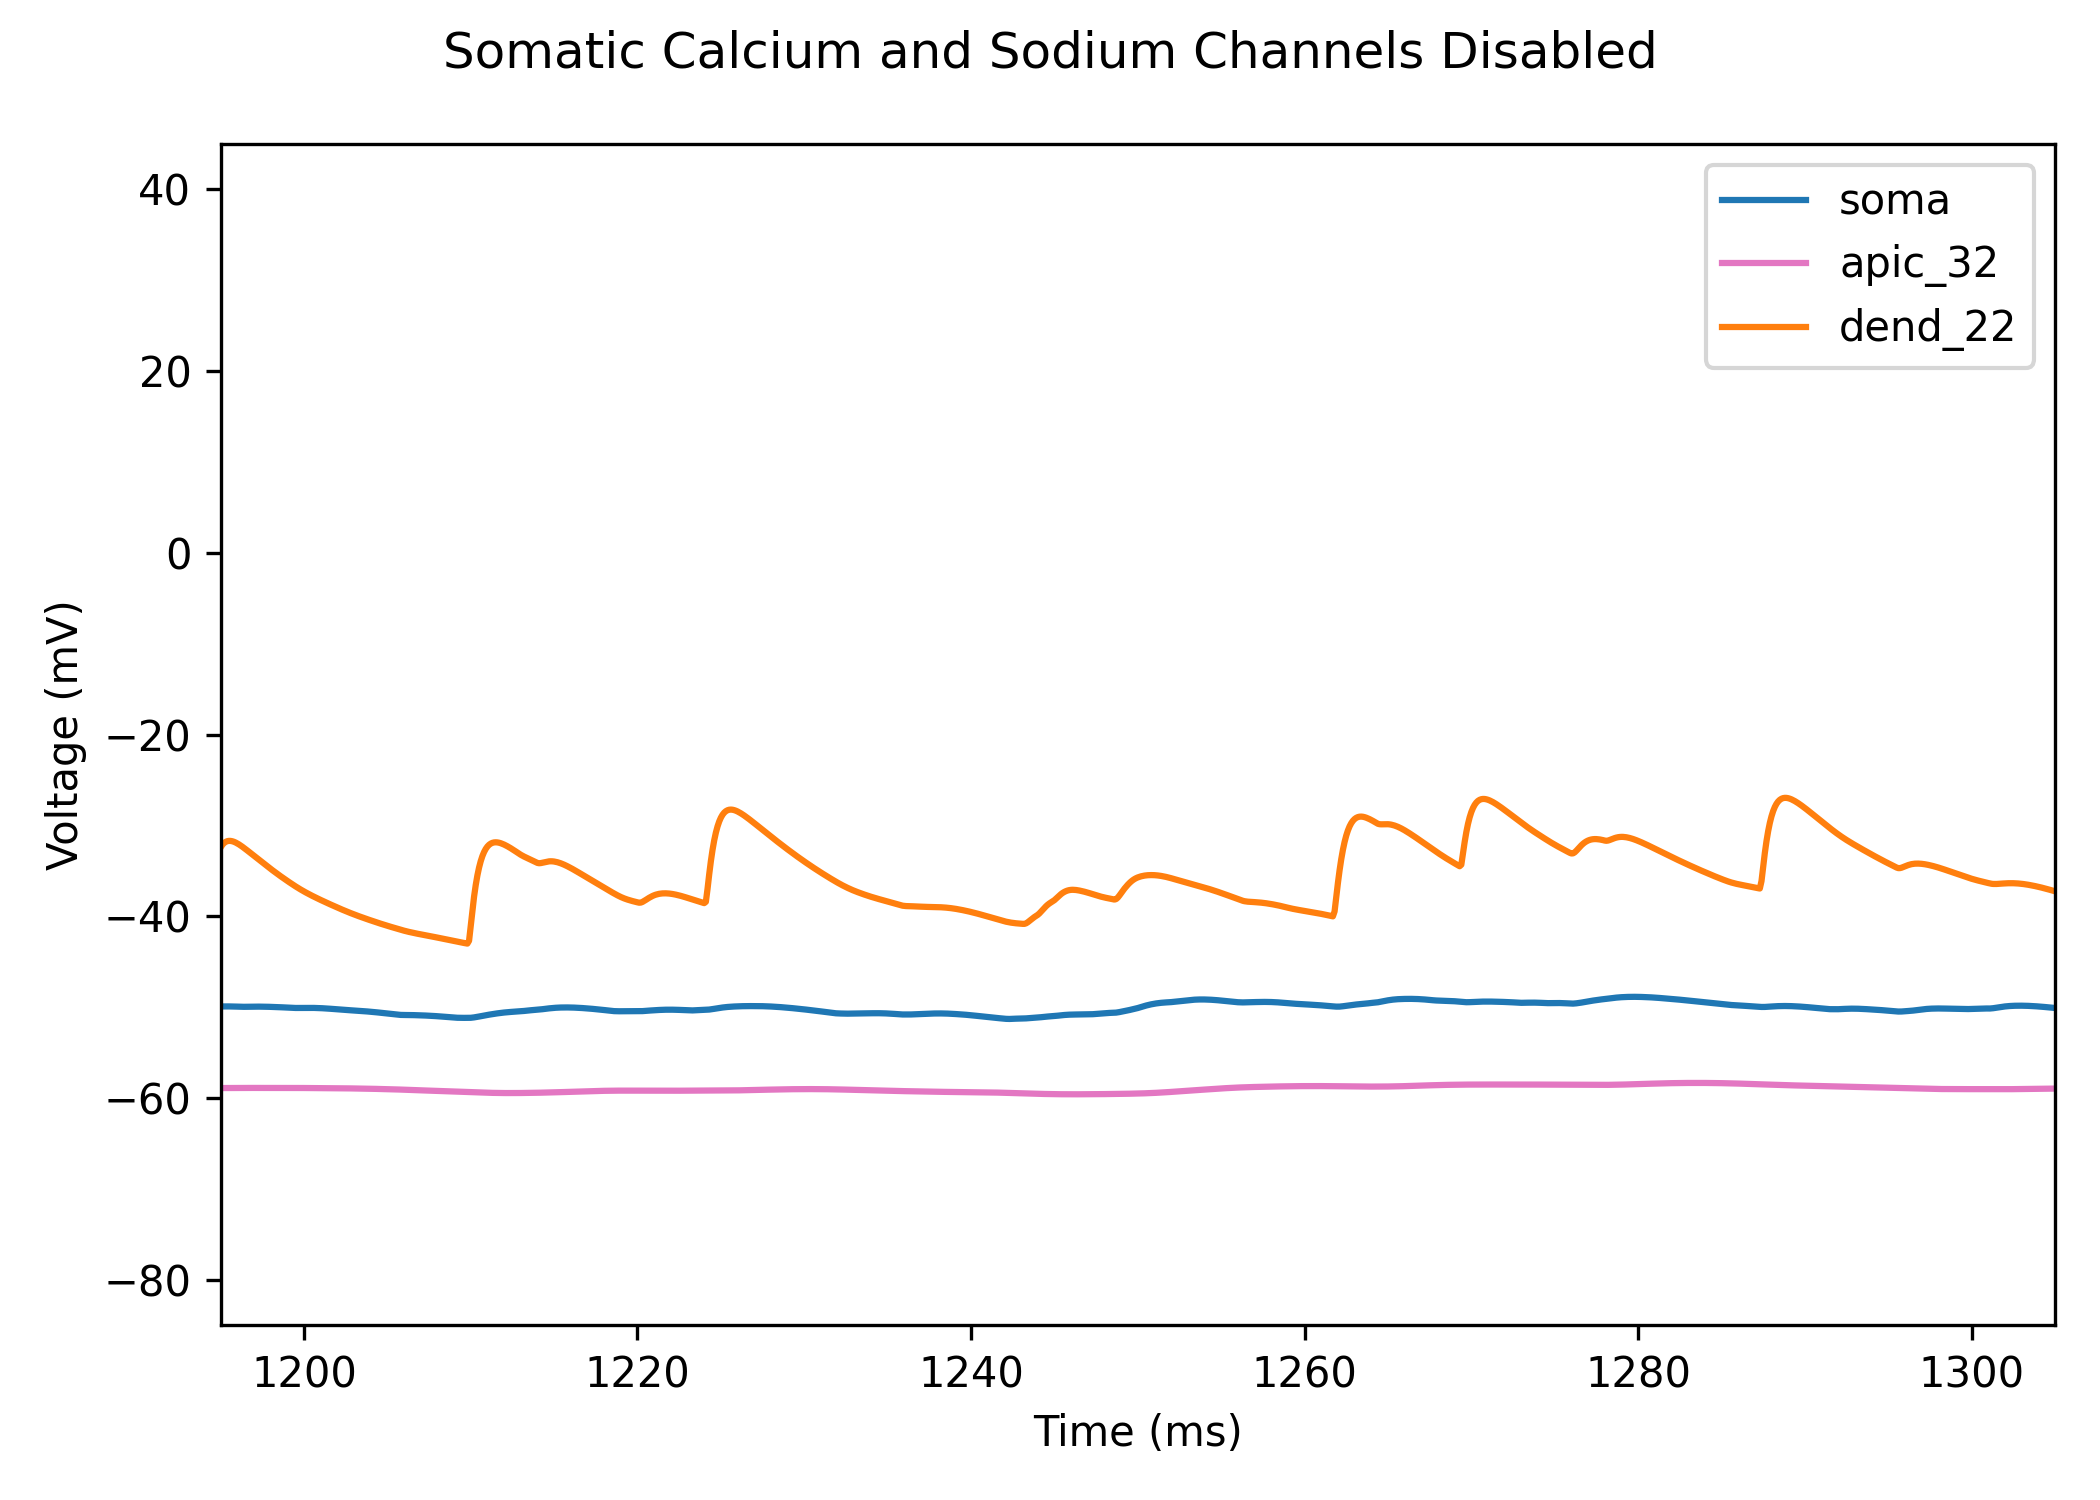 Somatic Calcium and Sodium Channels Disabled
soma
apic_32
dend_22
Voltage (mV)
40
20
0
−20
−40
−60
−80
1200 1220 1240 1260 1280 1300
Time (ms)